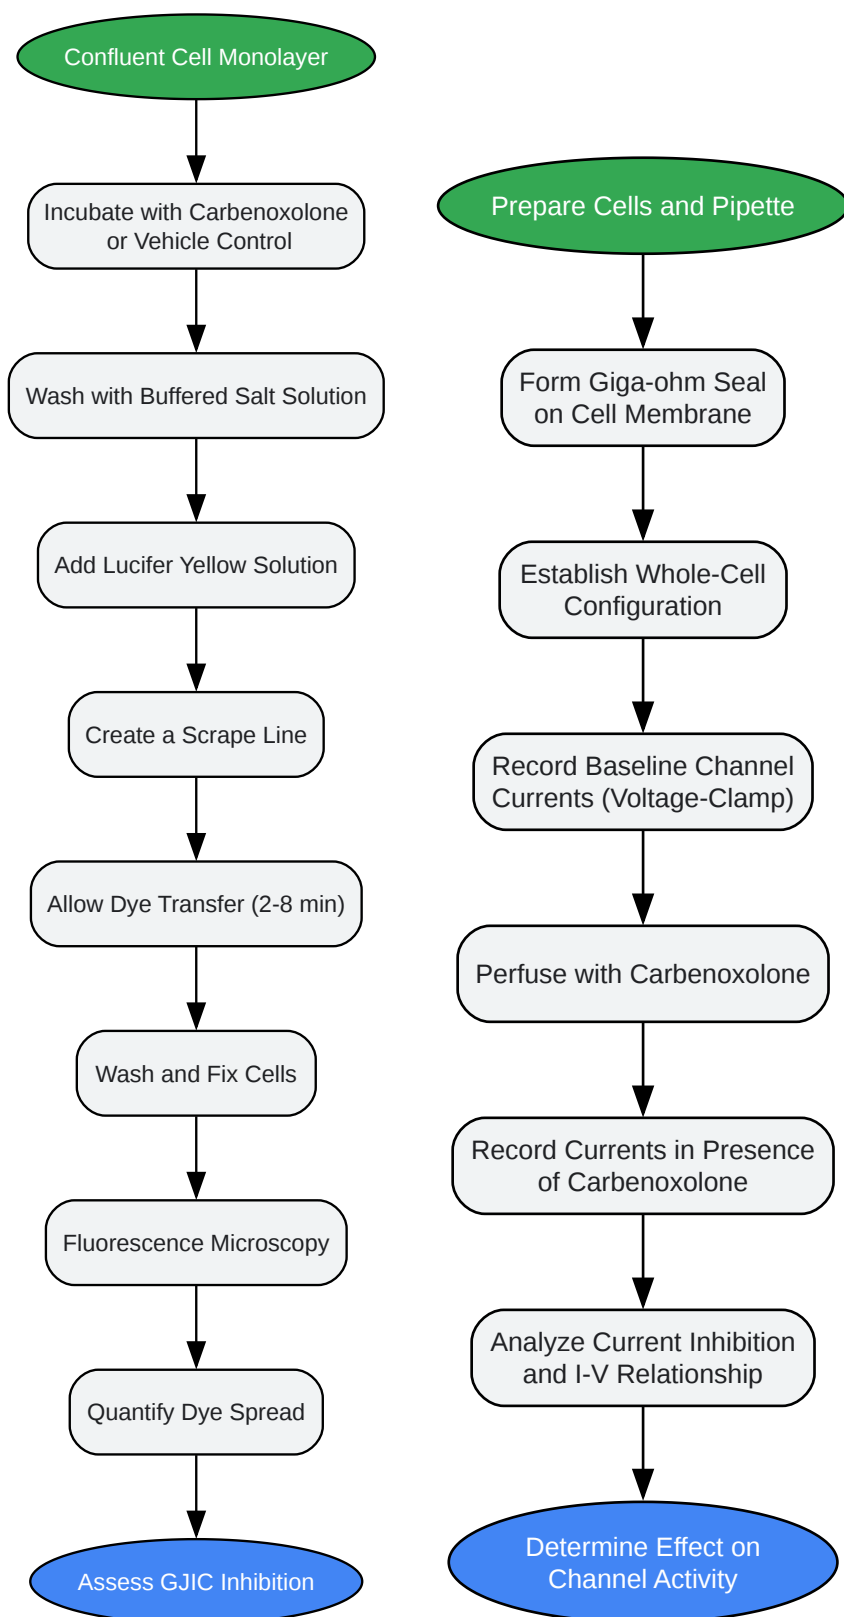 Confluent Cell Monolayer
Incubate with Carbenoxolone
or Vehicle Control
Wash with Buffered Salt Solution
Add Lucifer Yellow Solution
Create a Scrape Line
Allow Dye Transfer (2-8 min)
Wash and Fix Cells
Fluorescence Microscopy
Quantify Dye Spread
Assess GJIC Inhibition
Prepare Cells and Pipette
Form Giga-ohm Seal
on Cell Membrane
Establish Whole-Cell
Configuration
Record Baseline Channel
Currents (Voltage-Clamp)
Perfuse with Carbenoxolone
Record Currents in Presence
of Carbenoxolone
Analyze Current Inhibition
and I-V Relationship
Determine Effect on
Channel Activity